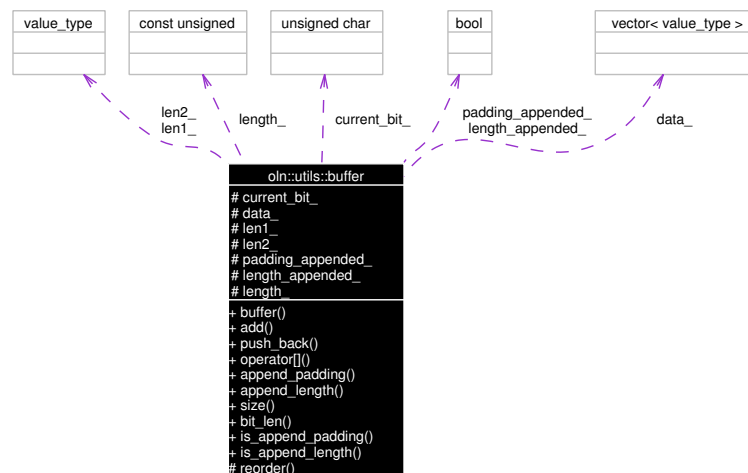 value_type
const unsigned
unsigned char
bool
vector< value_type >
len2_
len1_
length_
current_bit_
padding_appended_
length_appended_
data_
oln::utils::buffer
# current_bit_
# data_
# len1_
# len2_
# padding_appended_
# length_appended_
# length_
+ buffer()
+ add()
+ push_back()
+ operator[]()
+ append_padding()
+ append_length()
+ size()
+ bit_len()
+ is_append_padding()
+ is_append_length()
# reorder()